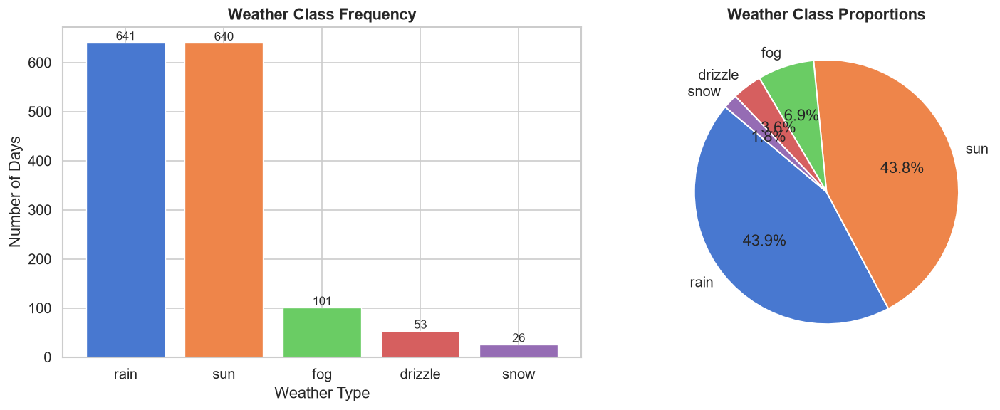 Weather Class Frequency
Number of Days
600
500
400
300
200
100
0
641
640
101
53
26
rain
sun
fog
drizzle
snow
Weather Type
Weather Class Proportions
fog
drizzle
snow
sun
rain
6.9%
3.6%
1.8%
43.8%
43.9%